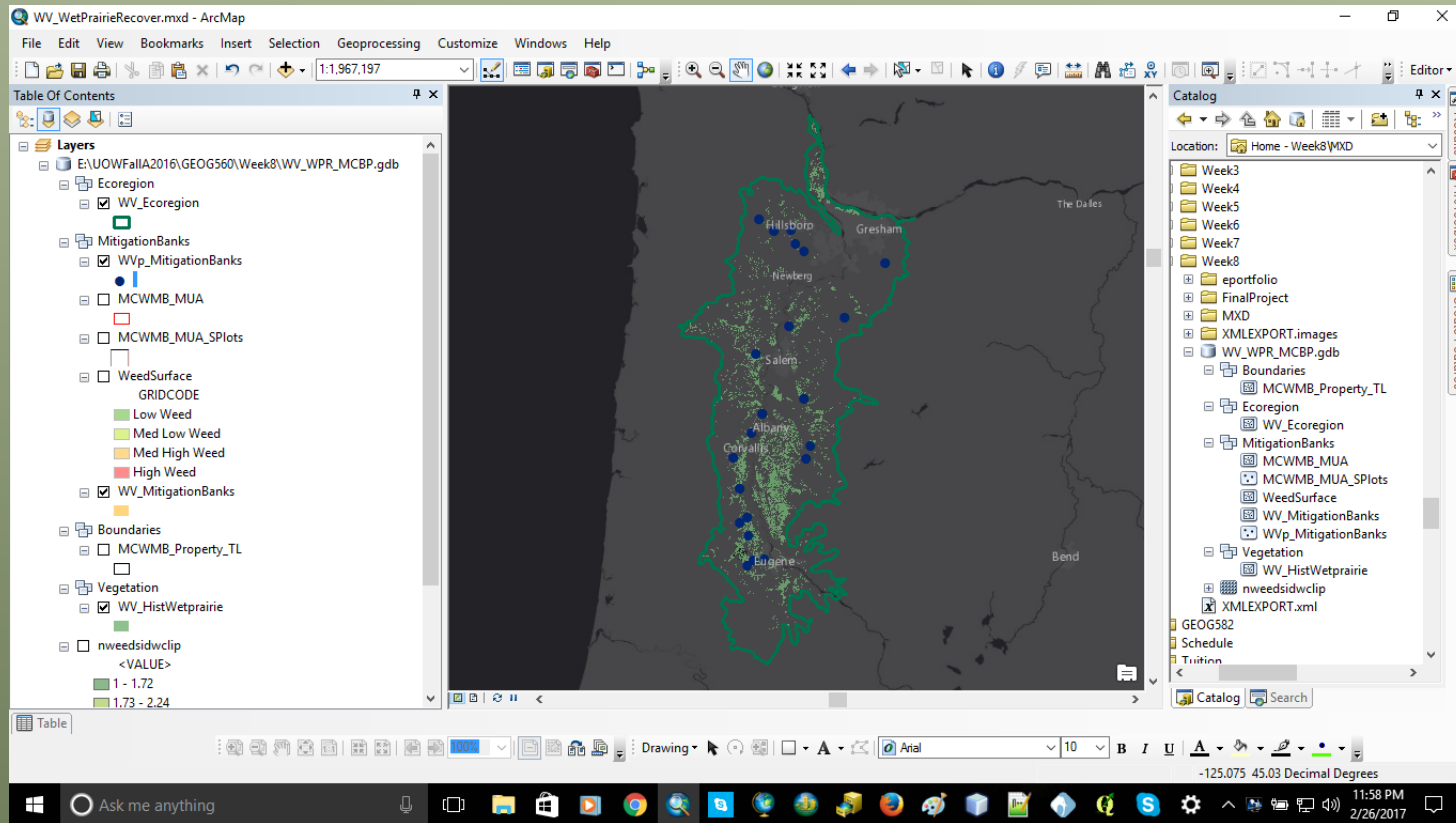 WV_WetPrairieRecover.mxd - ArcMap
File Edit View Bookmarks Insert Selection Geoprocessing Customize Windows Help
1:1,967,197
Editor
Table Of Contents
Layers
E:\UOWFallA2016\GEOG560\Week8\WV_WPR_MCBP.gdb
Ecoregion
WV_Ecoregion
MitigationBanks
WVp_MitigationBanks
MCWMB_MUA
MCWMB_MUA_SPlots
WeedSurface
GRIDCODE
Low Weed
Med Low Weed
Med High Weed
High Weed
WV_MitigationBanks
Boundaries
MCWMB_Property_TL
Vegetation
WV_HistWetprairie
nweedsidwclip
<VALUE>
1 - 1.72
1.73 - 2.24
The Dalles
Hillsboro
Gresham
Newberg
Salem
Albany
Corvallis
Eugene
Bend
Catalog
Location: Home - Week8\MXD
Week3
Week4
Week5
Week6
Week7
Week8
eportfolio
FinalProject
MXD
XMLEXPORT.images
WV_WPR_MCBP.gdb
Boundaries
MCWMB_Property_TL
Ecoregion
WV_Ecoregion
MitigationBanks
MCWMB_MUA
MCWMB_MUA_SPlots
WeedSurface
WV_MitigationBanks
WVp_MitigationBanks
Vegetation
WV_HistWetprairie
nweedsidwclip
XMLEXPORT.xml
GEOG582
Schedule
Tuition
Catalog Search
Table
100% Drawing A Arial 10 B I U A
-125.075 45.03 Decimal Degrees
Ask me anything
11:58 PM
2/26/2017